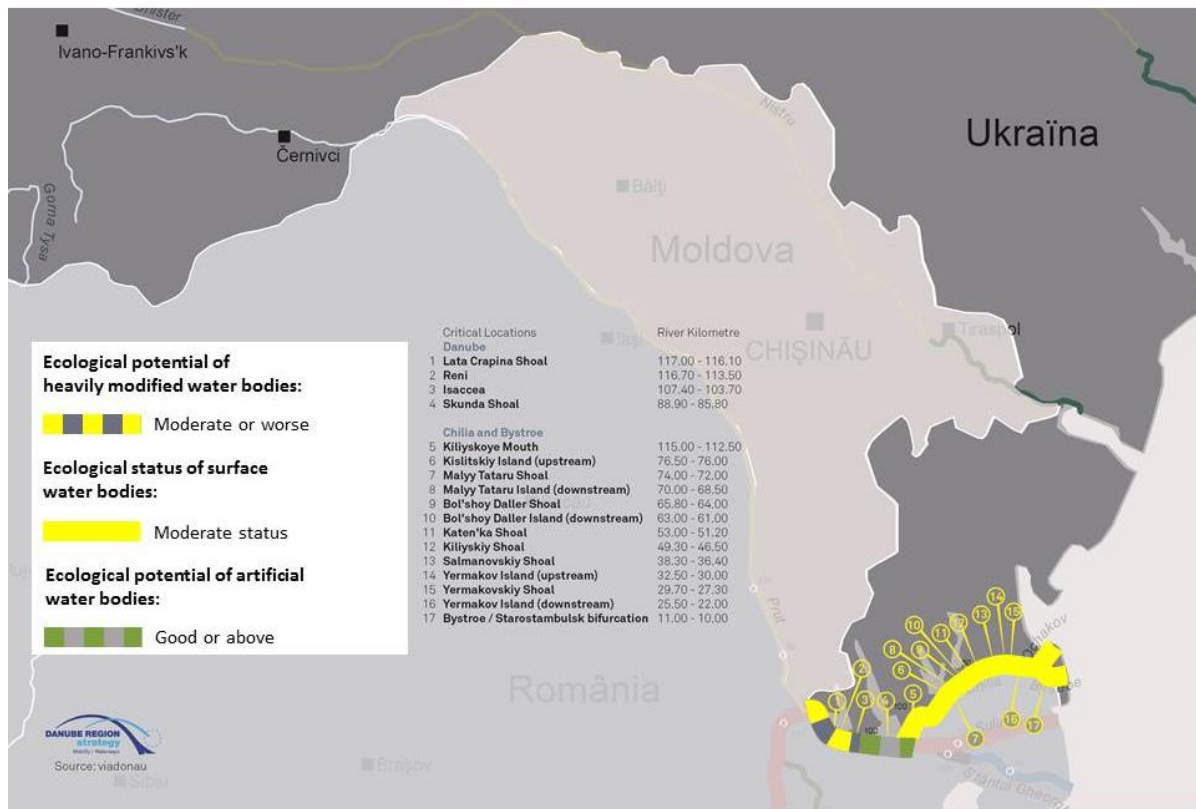 Dnister
Ivano-Frankivs'k
Černivci
Gorna Tysa
Nistru
Ukraïna
Bălţi
Moldova
CHIŞINĂU
Tiraspol
Iaşi
Prut
România
Braşov
Sibiu
Ecological potential of
heavily modified water bodies:
Moderate or worse
Ecological status of surface
water bodies:
Moderate status
Ecological potential of artificial
water bodies:
Good or above
Critical Locations River Kilometre
Danube
1 Lata Crapina Shoal 117.00 - 116.10
2 Reni 116.70 - 113.50
3 Isaccea 107.40 - 103.70
4 Skunda Shoal 88.90 - 85.80
Chilia and Bystroe
5 Kiliyskoye Mouth 115.00 - 112.50
6 Kislitskiy Island (upstream) 76.50 - 76.00
7 Malyy Tataru Shoal 74.00 - 72.00
8 Malyy Tataru Island (downstream) 70.00 - 68.50
9 Bol'shoy Daller Shoal 65.80 - 64.00
10 Bol'shoy Daller Island (downstream) 63.00 - 61.00
11 Katen'ka Shoal 53.00 - 51.20
12 Kiliyskiy Shoal 49.30 - 46.50
13 Salmanovskiy Shoal 38.30 - 36.40
14 Yermakov Island (upstream) 32.50 - 30.00
15 Yermakovskiy Shoal 29.70 - 27.30
16 Yermakov Island (downstream) 25.50 - 22.00
17 Bystroe / Starostambulsk bifurcation 11.00 - 10.00
14
13
15
10
12
11
8
9
2
6
1
3
4
5
100
7
16
17
DANUBE REGION
strategy
Mobility | Waterways
Source: viadonau